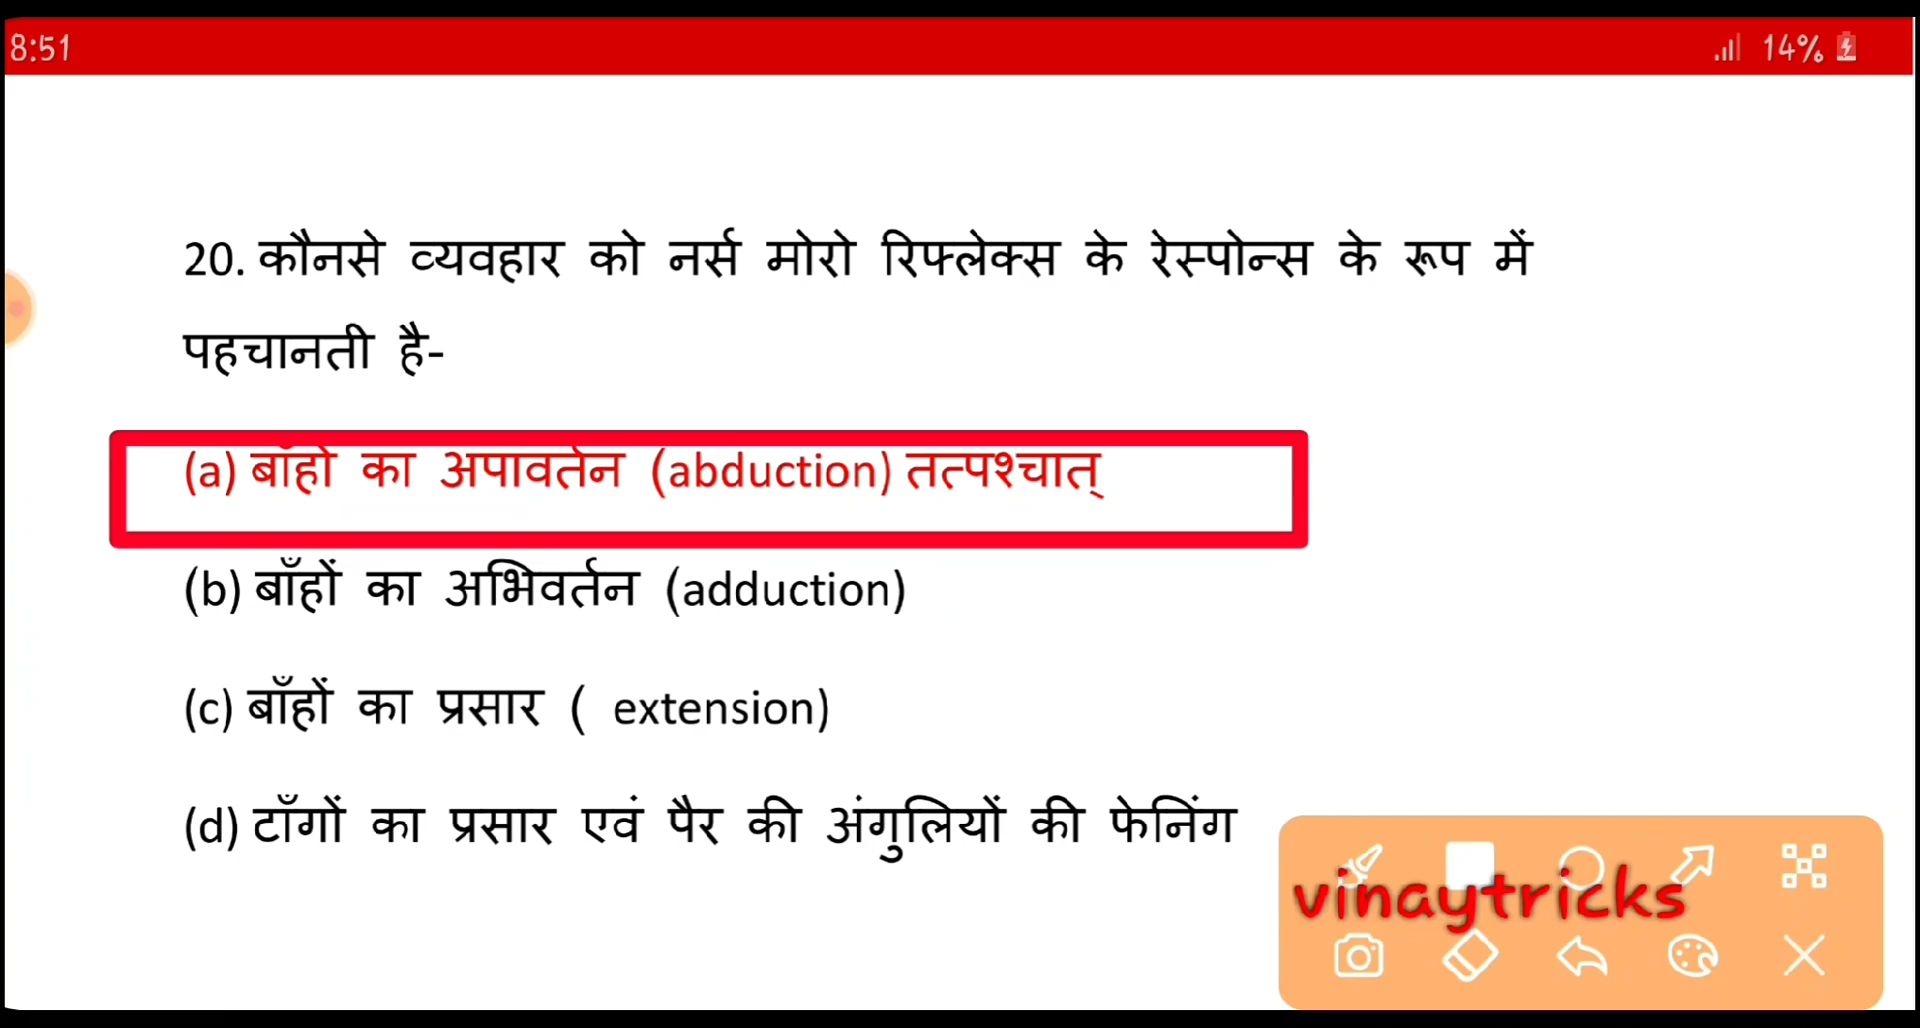 8:51
14%
20. कौनसे व्यवहार को नर्स मोरो रिफ्लेक्स के रेस्पोन्स के रूप में
पहचानती है-
(a) बाँहों का अपावर्तन (abduction) तत्पश्चात्
(b) बाँहों का अभिवर्तन (adduction)
(c) बाँहों का प्रसार ( extension)
(d) टाँगों का प्रसार एवं पैर की अंगुलियों की फेनिंग
vinaytricks